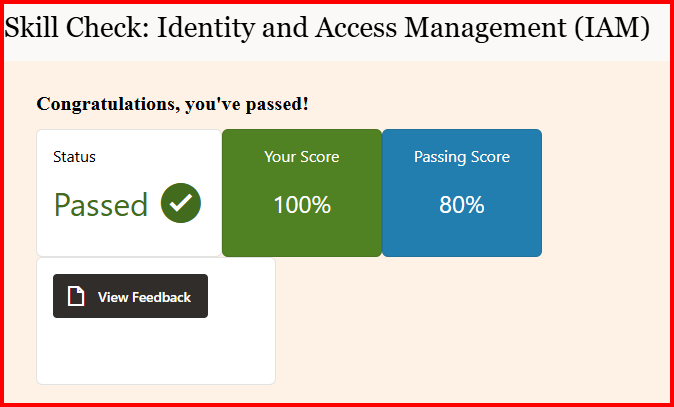 Skill Check: Identity and Access Management (IAM)
Congratulations, you've passed!
Status
Passed
Your Score
100%
Passing Score
80%
View Feedback